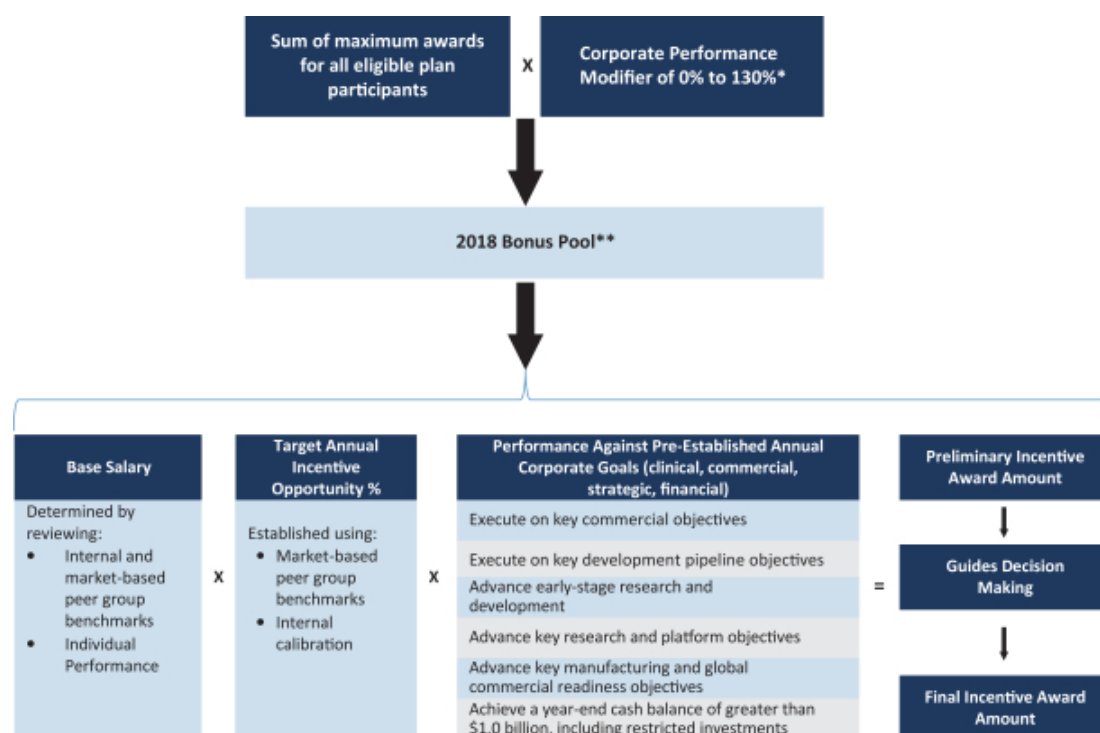 Sum of maximum awards
for all eligible plan
participants
X
Corporate Performance
Modifier of 0% to 130%*
2018 Bonus Pool**
Base Salary
Determined by
reviewing:
• Internal and
market-based
peer group
benchmarks
• Individual
Performance
X
Target Annual
Incentive
Opportunity %
Established using:
• Market-based
peer group
benchmarks
• Internal
calibration
X
Performance Against Pre-Established Annual
Corporate Goals (clinical, commercial,
strategic, financial)
Execute on key commercial objectives
Execute on key development pipeline objectives
Advance early-stage research and
development
Advance key research and platform objectives
Advance key manufacturing and global
commercial readiness objectives
Achieve a year-end cash balance of greater than
$1.0 billion, including restricted investments
=
Preliminary Incentive
Award Amount
Guides Decision
Making
Final Incentive Award
Amount